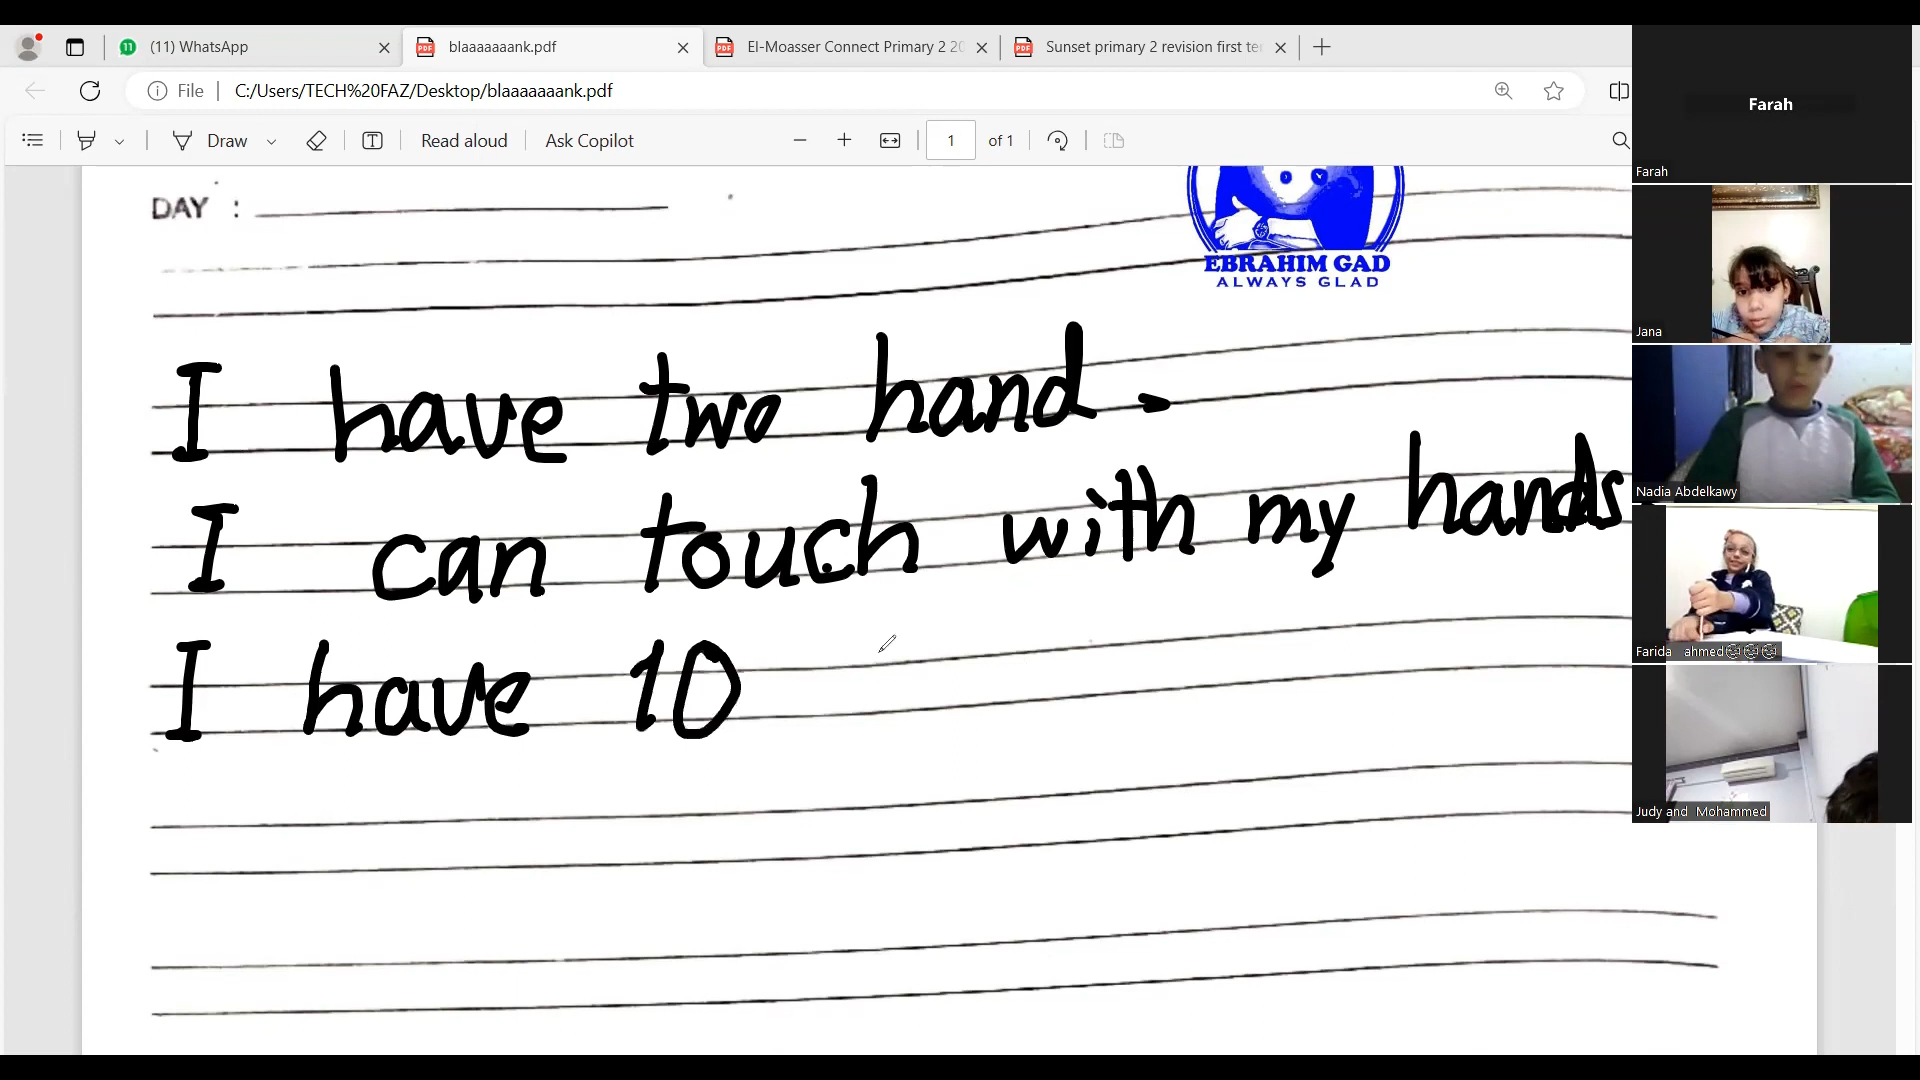 (11) WhatsApp
blaaaaaaank.pdf
El-Moasser Connect Primary 2 20
Sunset primary 2 revision first te
File
C:/Users/TECH%20FAZ/Desktop/blaaaaaaank.pdf
Draw
Read aloud
Ask Copilot
1 of 1
Farah
Farah
DAY :
EBRAHIM GAD
ALWAYS GLAD
Jana
I have two hand.
I can touch with my hands
Nadia Abdelkawy
I have 10
Farida ahmed
Judy and Mohammed